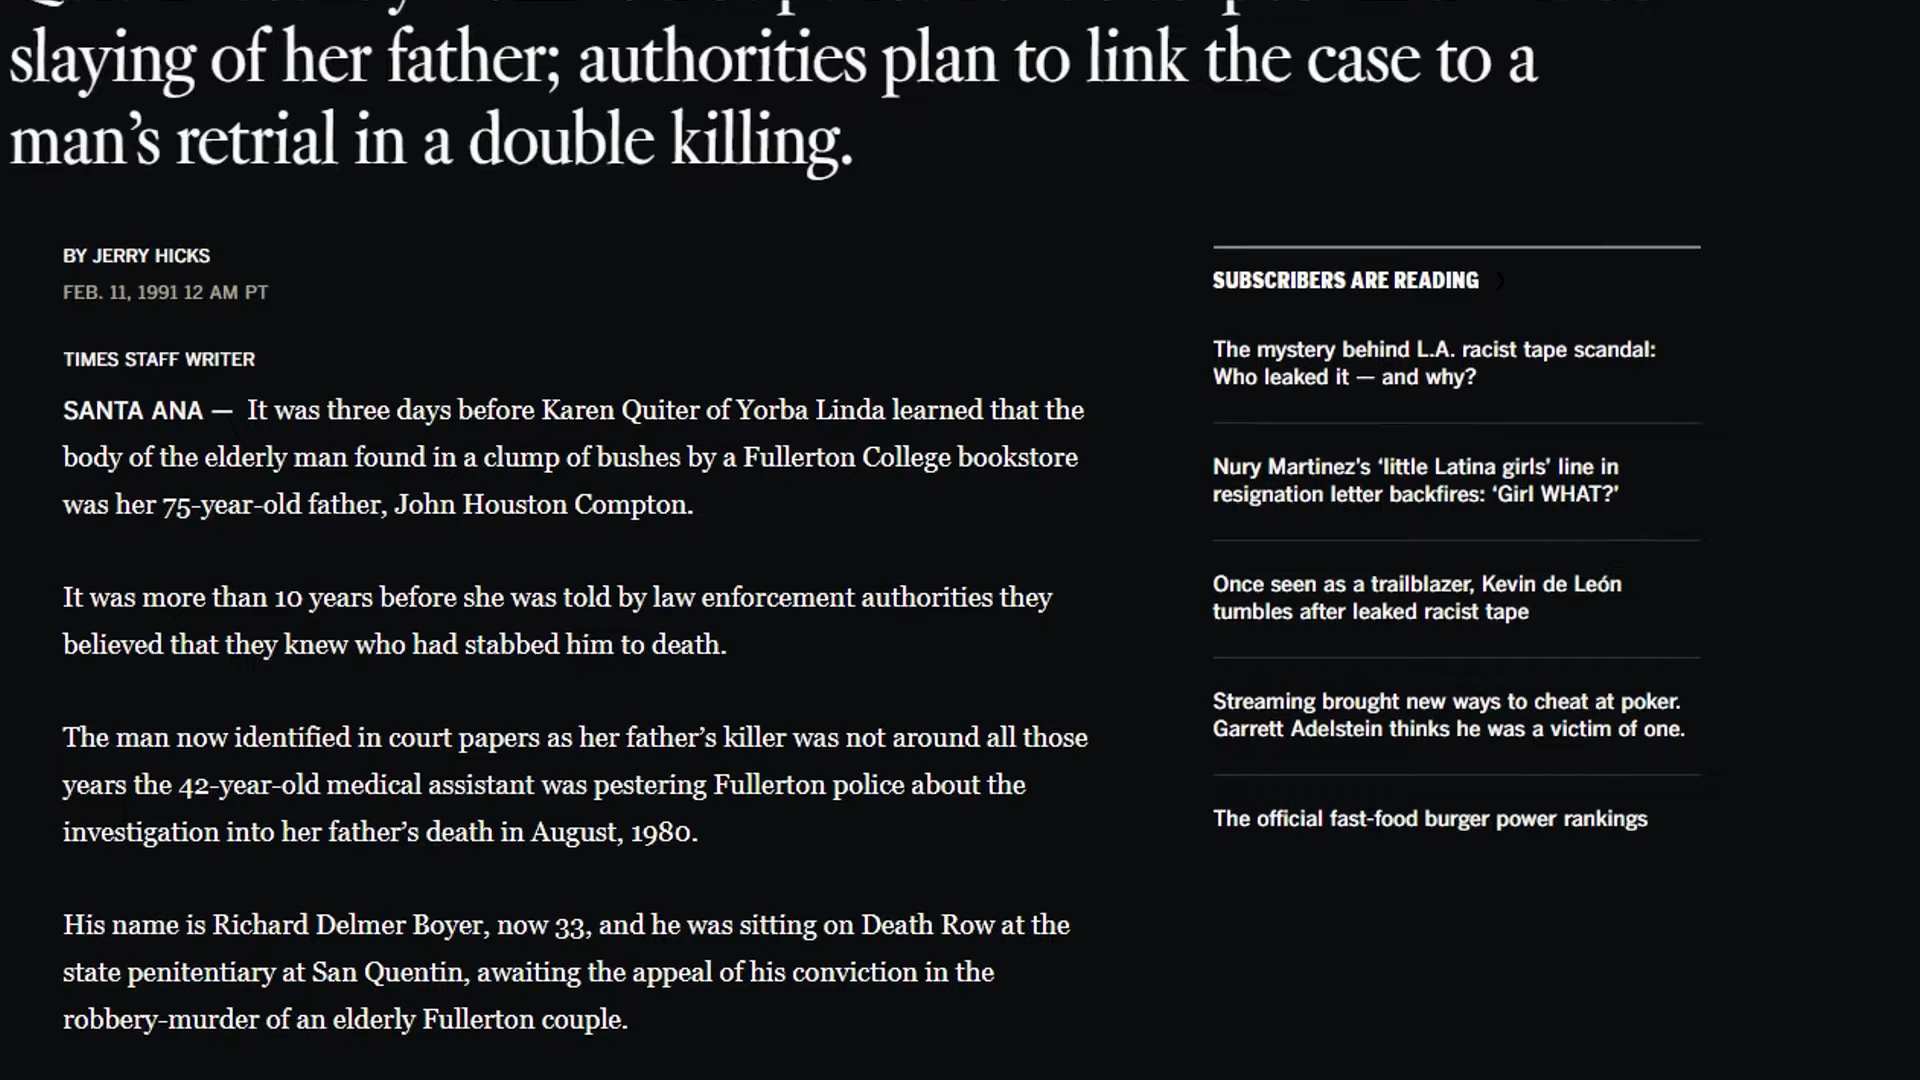 slaying of her father; authorities plan to link the case to a
man’s retrial in a double killing.
BY JERRY HICKS
FEB. 11, 1991 12 AM PT
TIMES STAFF WRITER
SANTA ANA — It was three days before Karen Quiter of Yorba Linda learned that the
body of the elderly man found in a clump of bushes by a Fullerton College bookstore
was her 75-year-old father, John Houston Compton.
It was more than 10 years before she was told by law enforcement authorities they
believed that they knew who had stabbed him to death.
The man now identified in court papers as her father’s killer was not around all those
years the 42-year-old medical assistant was pestering Fullerton police about the
investigation into her father’s death in August, 1980.
His name is Richard Delmer Boyer, now 33, and he was sitting on Death Row at the
state penitentiary at San Quentin, awaiting the appeal of his conviction in the
robbery-murder of an elderly Fullerton couple.
SUBSCRIBERS ARE READING
The mystery behind L.A. racist tape scandal:
Who leaked it — and why?
Nury Martinez’s ‘little Latina girls’ line in
resignation letter backfires: ‘Girl WHAT?’
Once seen as a trailblazer, Kevin de León
tumbles after leaked racist tape
Streaming brought new ways to cheat at poker.
Garrett Adelstein thinks he was a victim of one.
The official fast-food burger power rankings